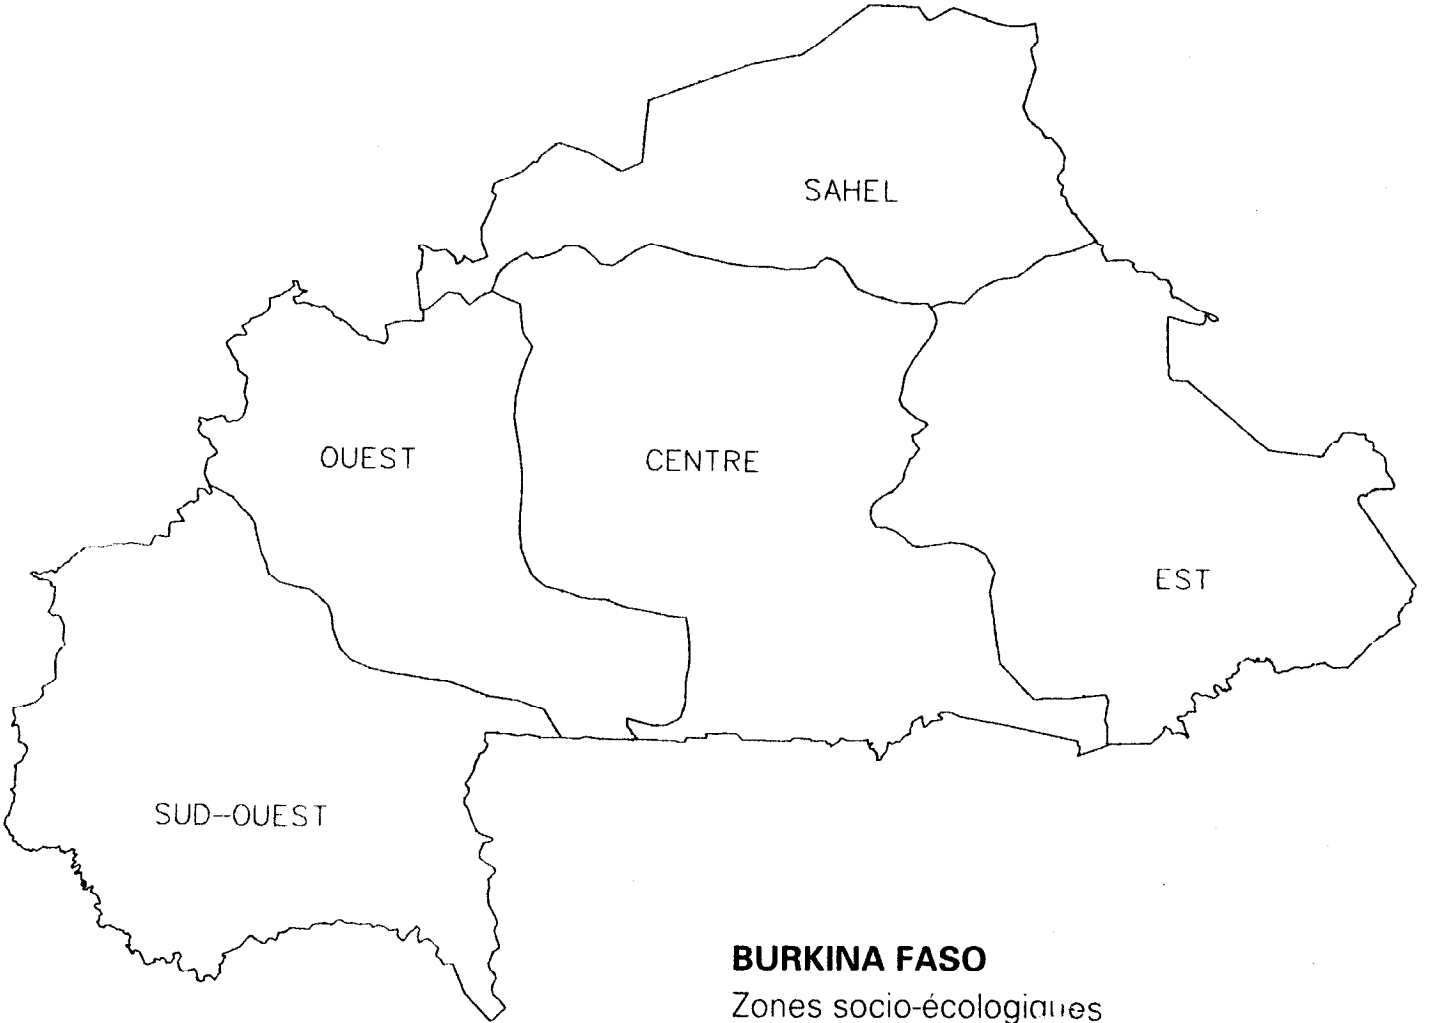 SAHEL
OUEST
CENTRE
EST
SUD--OUEST
BURKINA FASO
Zones socio-écologiques